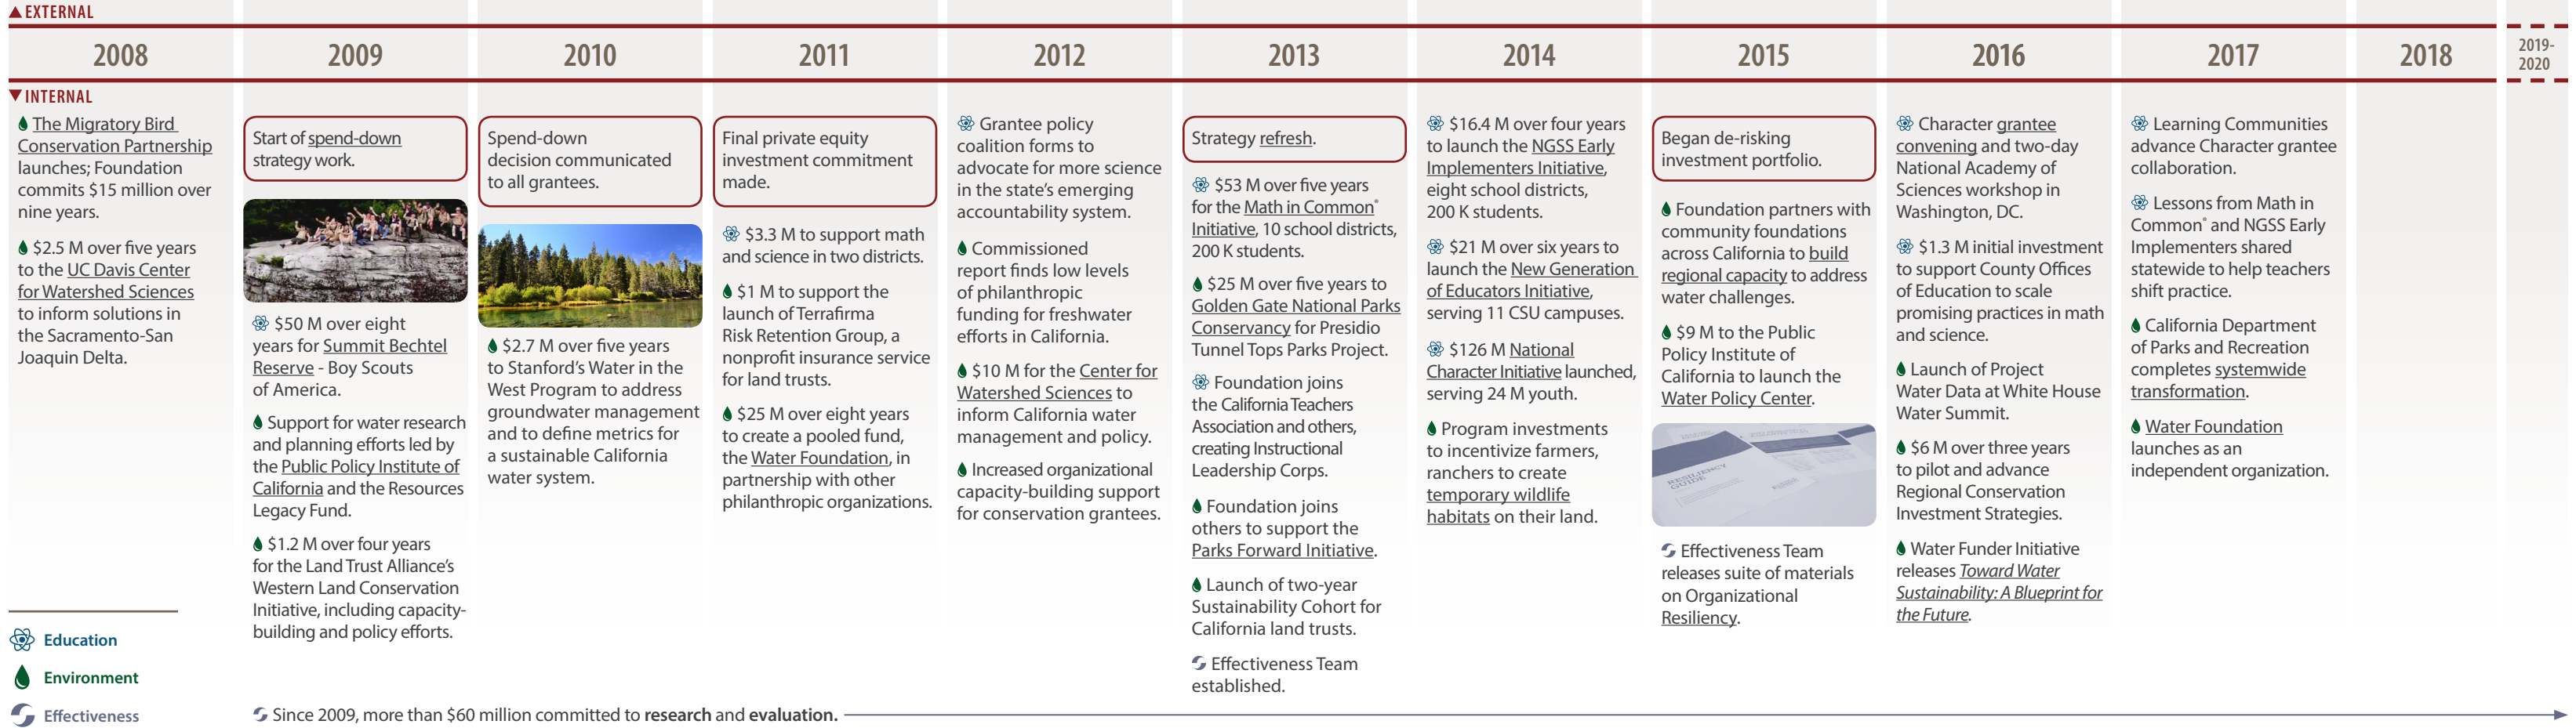 ▲ EXTERNAL
2008
2009
2010
2011
2012
2013
2014
2015
2016
2017
2018
2019-
2020
▼ INTERNAL
The Migratory Bird
Conservation Partnership
launches; Foundation
commits $15 million over
nine years.
$2.5 M over five years
to the UC Davis Center
for Watershed Sciences
to inform solutions in
the Sacramento-San
Joaquin Delta.
Education
Environment
Effectiveness
Start of spend-down
strategy work.
$50 M over eight
years for Summit Bechtel
Reserve - Boy Scouts
of America.
Support for water research
and planning efforts led by
the Public Policy Institute of
California and the Resources
Legacy Fund.
$1.2 M over four years
for the Land Trust Alliance's
Western Land Conservation
Initiative, including capacity-
building and policy efforts.
Spend-down
decision communicated
to all grantees.
$2.7 M over five years
to Stanford's Water in the
West Program to address
groundwater management
and to define metrics for
a sustainable California
water system.
Final private equity
investment commitment
made.
$3.3 M to support math
and science in two districts.
$1 M to support the
launch of Terrafirma
Risk Retention Group, a
nonprofit insurance service
for land trusts.
$25 M over eight years
to create a pooled fund,
the Water Foundation, in
partnership with other
philanthropic organizations.
Grantee policy
coalition forms to
advocate for more science
in the state's emerging
accountability system.
Commissioned
report finds low levels
of philanthropic
funding for freshwater
efforts in California.
$10 M for the Center for
Watershed Sciences to
inform California water
management and policy.
Increased organizational
capacity-building support
for conservation grantees.
Strategy refresh.
$53 M over five years
for the Math in Common®
Initiative, 10 school districts,
200 K students.
$25 M over five years to
Golden Gate National Parks
Conservancy for Presidio
Tunnel Tops Parks Project.
Foundation joins
the California Teachers
Association and others,
creating Instructional
Leadership Corps.
Foundation joins
others to support the
Parks Forward Initiative.
Launch of two-year
Sustainability Cohort for
California land trusts.
Effectiveness Team
established.
$16.4 M over four years
to launch the NGSS Early
Implementers Initiative,
eight school districts,
200 K students.
$21 M over six years to
launch the New Generation
of Educators Initiative,
serving 11 CSU campuses.
$126 M National
Character Initiative launched,
serving 24 M youth.
Program investments
to incentivize farmers,
ranchers to create
temporary wildlife
habitats on their land.
Began de-risking
investment portfolio.
Foundation partners with
community foundations
across California to build
regional capacity to address
water challenges.
$9 M to the Public
Policy Institute of
California to launch the
Water Policy Center.
RESILIENCY
GUIDE
Effectiveness Team
releases suite of materials
on Organizational
Resiliency.
Character grantee
convening and two-day
National Academy of
Sciences workshop in
Washington, DC.
$1.3 M initial investment
to support County Offices
of Education to scale
promising practices in math
and science.
Launch of Project
Water Data at White House
Water Summit.
$6 M over three years
to pilot and advance
Regional Conservation
Investment Strategies.
Water Funder Initiative
releases Toward Water
Sustainability: A Blueprint for
the Future.
Learning Communities
advance Character grantee
collaboration.
Lessons from Math in
Common® and NGSS Early
Implementers shared
statewide to help teachers
shift practice.
California Department
of Parks and Recreation
completes systemwide
transformation.
Water Foundation
launches as an
independent organization.
Since 2009, more than $60 million committed to research and evaluation.